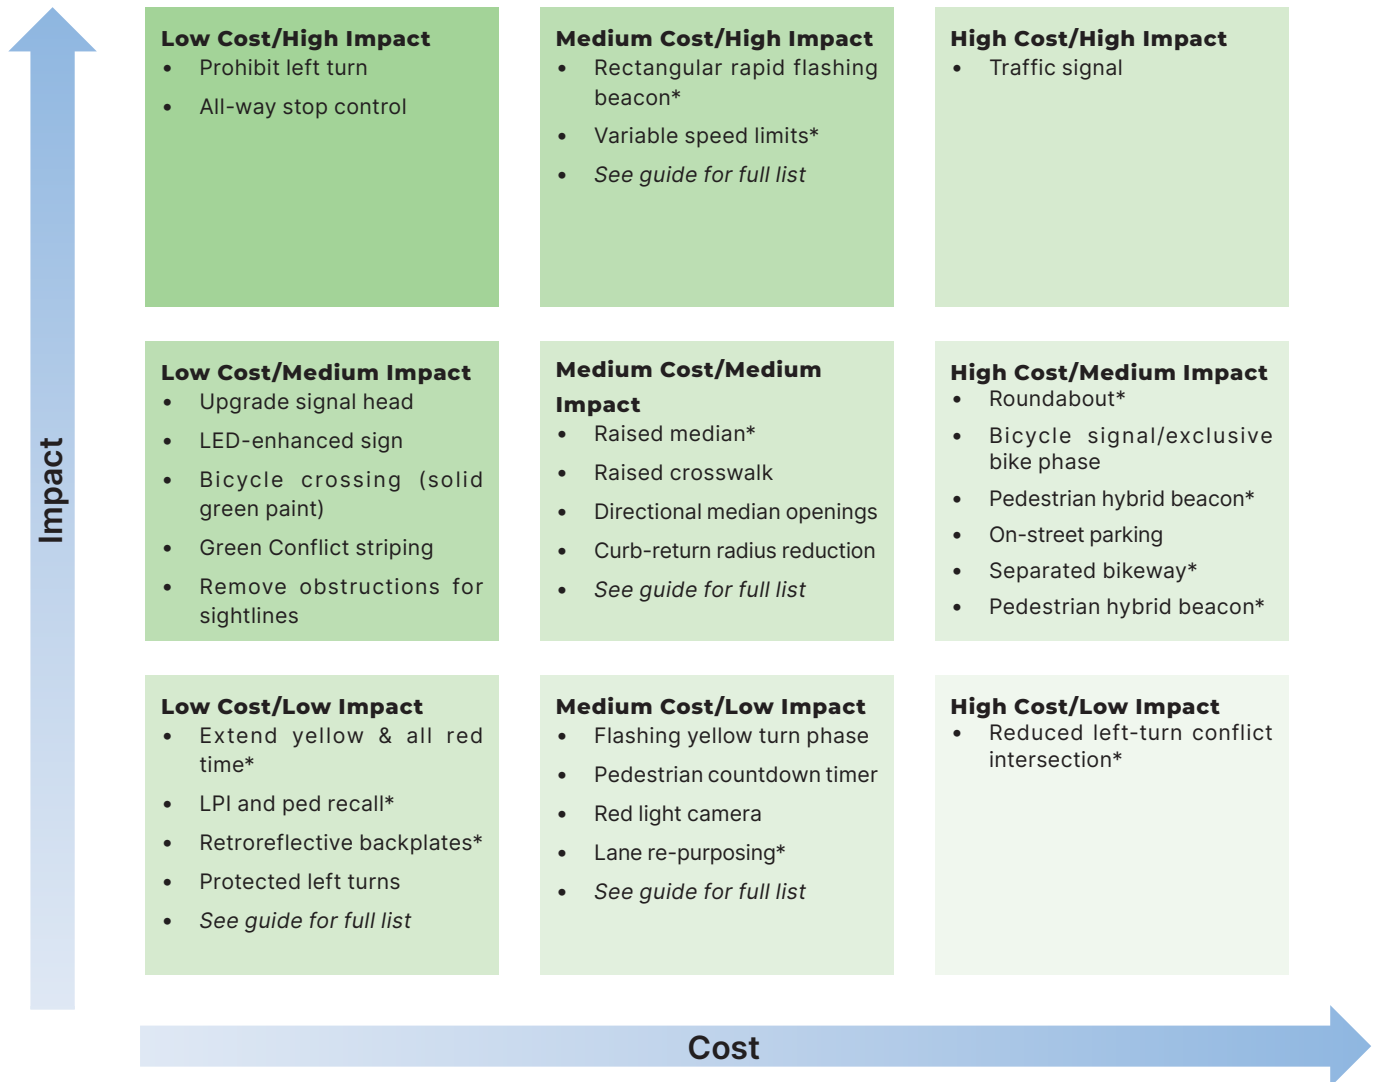 Impact
Low Cost/High Impact
• Prohibit left turn
• All-way stop control
Medium Cost/High Impact
• Rectangular rapid flashing
beacon*
• Variable speed limits*
• See guide for full list
High Cost/High Impact
• Traffic signal
Low Cost/Medium Impact
• Upgrade signal head
• LED-enhanced sign
• Bicycle crossing (solid
green paint)
• Green Conflict striping
• Remove obstructions for
sightlines
Medium Cost/Medium
Impact
• Raised median*
• Raised crosswalk
• Directional median openings
• Curb-return radius reduction
• See guide for full list
High Cost/Medium Impact
• Roundabout*
• Bicycle signal/exclusive
bike phase
• Pedestrian hybrid beacon*
• On-street parking
• Separated bikeway*
• Pedestrian hybrid beacon*
Low Cost/Low Impact
• Extend yellow & all red
time*
• LPI and ped recall*
• Retroreflective backplates*
• Protected left turns
• See guide for full list
Medium Cost/Low Impact
• Flashing yellow turn phase
• Pedestrian countdown timer
• Red light camera
• Lane re-purposing*
• See guide for full list
High Cost/Low Impact
• Reduced left-turn conflict
intersection*
Cost